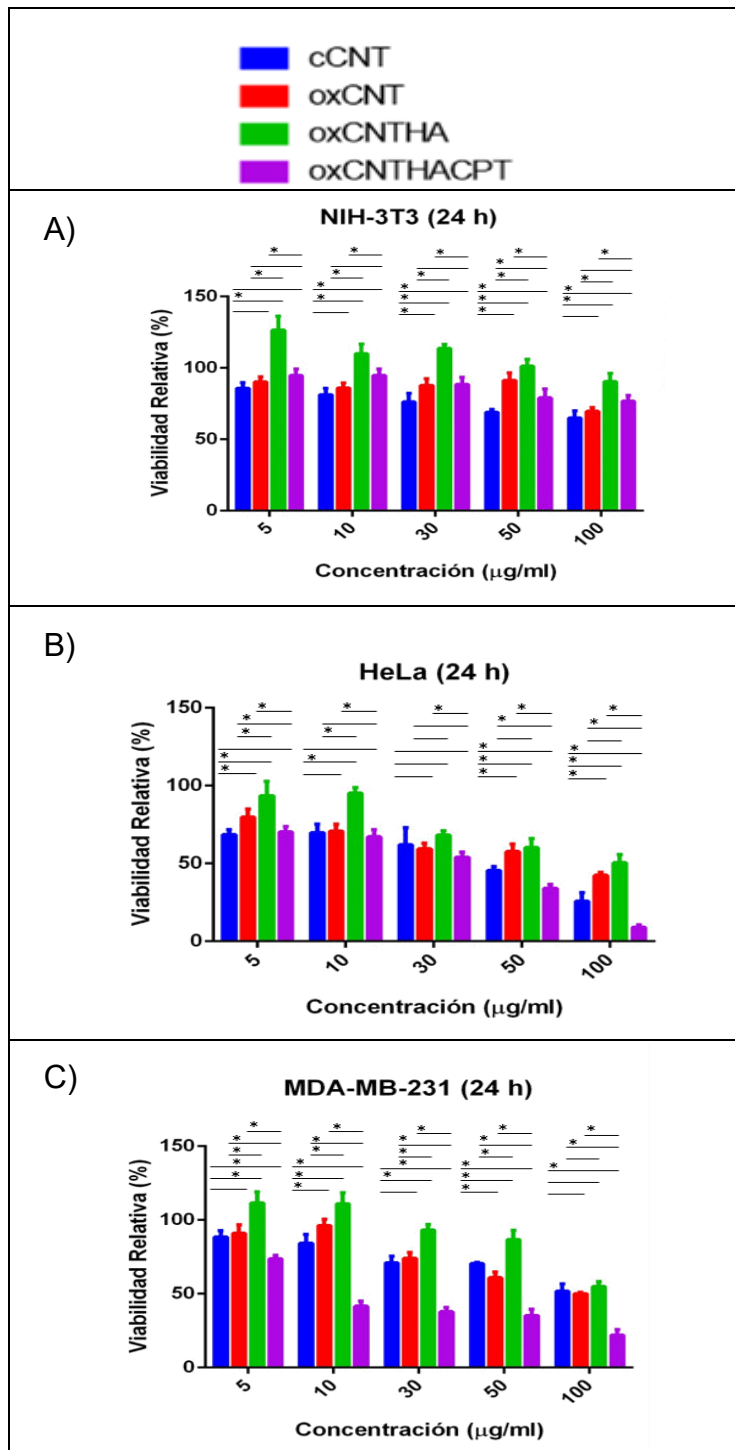 cCNT
oxCNT
oxCNTHA
oxCNTHACPT
A)
NIH-3T3 (24 h)
* * * * *
* * * * *
* * * * *
* * * * *
Viabilidad Relativa (%)
150
100
50
0
5 10 30 50 100
Concentración (μg/ml)
B)
HeLa (24 h)
Viabilidad Relativa (%)
150
100
50
0
5 10 30 50 100
Concentración (μg/ml)
C)
MDA-MB-231 (24 h)
Viabilidad Relativa (%)
150
100
50
0
5 10 30 50 100
Concentración (μg/ml)